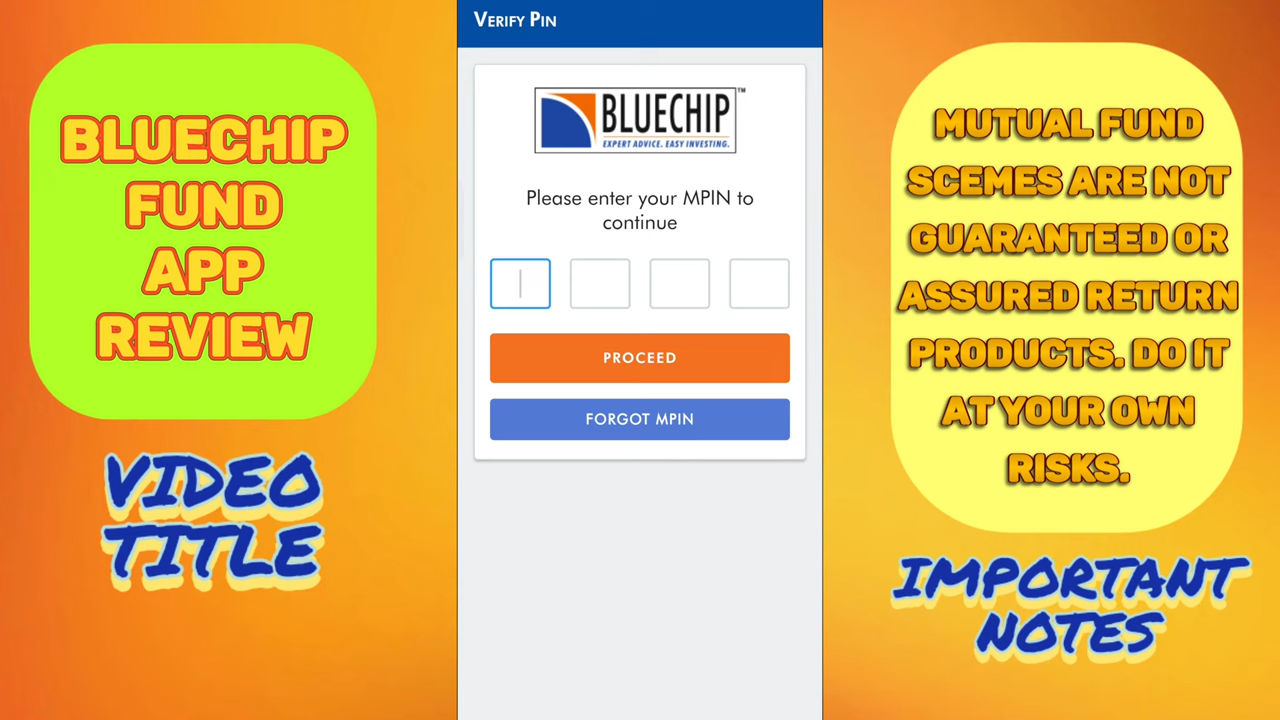 BLUECHIP
FUND
APP
REVIEW
VIDEO
TITLE
VERIFY PIN
BLUECHIP™
EXPERT ADVICE. EASY INVESTING.
Please enter your MPIN to
continue
PROCEED
FORGOT MPIN
MUTUAL FUND
SCEMES ARE NOT
GUARANTEED OR
ASSURED RETURN
PRODUCTS. DO IT
AT YOUR OWN
RISKS.
IMPORTANT
NOTES